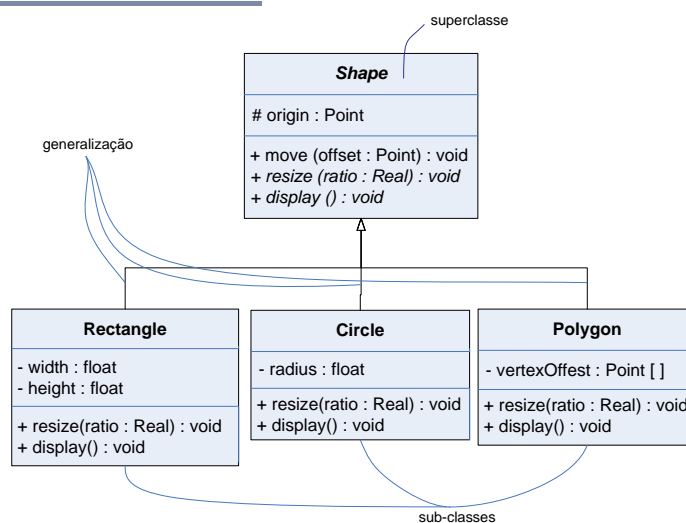 superclasse
Shape
# origin : Point
+ move (offset : Point) : void
+ resize (ratio : Real) : void
+ display () : void
generalização
Rectangle
- width : float
- height : float
+ resize(ratio : Real) : void
+ display() : void
Circle
- radius : float
+ resize(ratio : Real) : void
+ display() : void
Polygon
- vertexOffest : Point [ ]
+ resize(ratio : Real) : void
+ display() : void
sub-classes